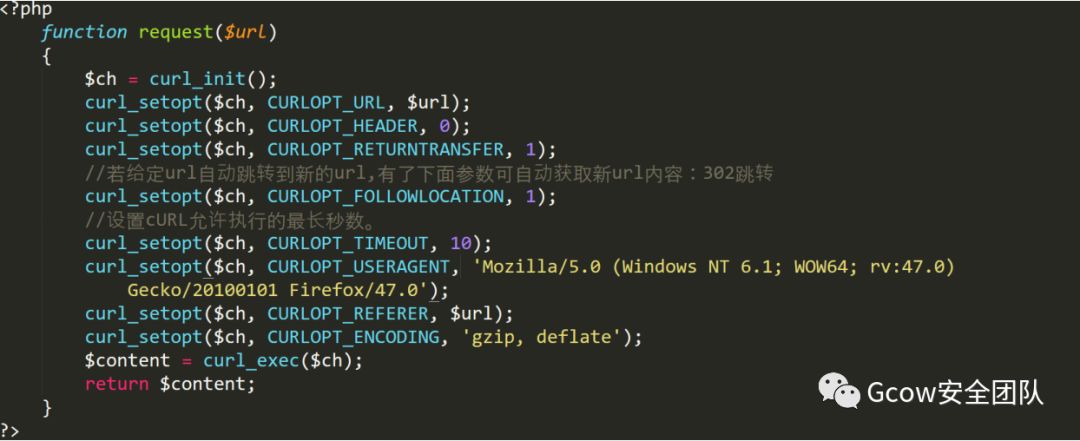 <?php
function request($url)
{
$ch = curl_init();
curl_setopt($ch, CURLOPT_URL, $url);
curl_setopt($ch, CURLOPT_HEADER, 0);
curl_setopt($ch, CURLOPT_RETURNTRANSFER, 1);
//若给定url自动跳转到新的url,有了下面参数可自动获取新url内容：302跳转
curl_setopt($ch, CURLOPT_FOLLOWLOCATION, 1);
//设置cURL允许执行的最长秒数。
curl_setopt($ch, CURLOPT_TIMEOUT, 10);
curl_setopt($ch, CURLOPT_USERAGENT, 'Mozilla/5.0 (Windows NT 6.1; WOW64; rv:47.0)
Gecko/20100101 Firefox/47.0');
curl_setopt($ch, CURLOPT_REFERER, $url);
curl_setopt($ch, CURLOPT_ENCODING, 'gzip, deflate');
$content = curl_exec($ch);
return $content;
}
?>
Gcow安全团队